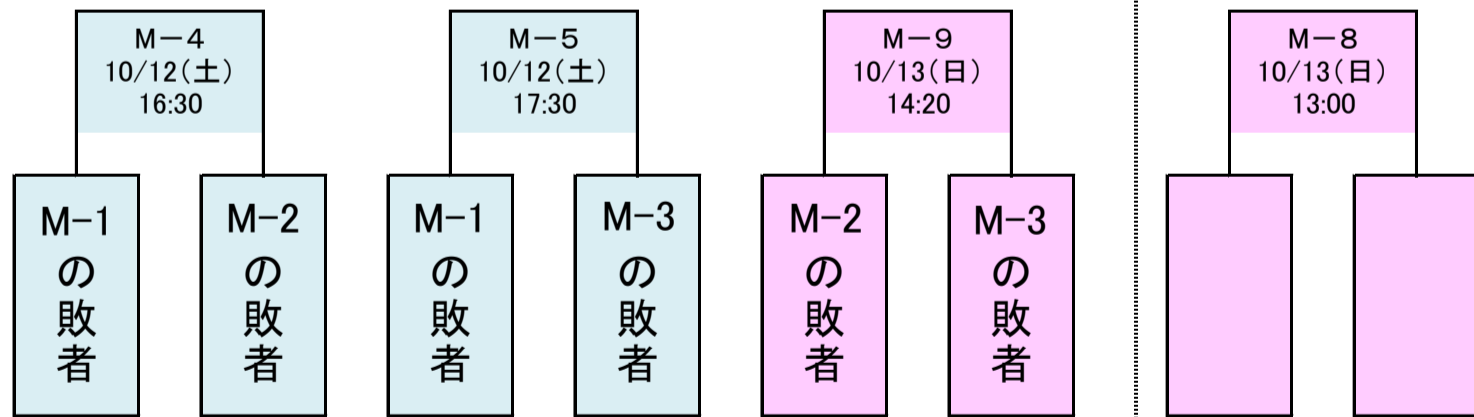 M－4
10/12(土)
16:30
M－5
10/12(土)
17:30
M－9
10/13(日)
14:20
M－8
10/13(日)
13:00
M-1の敗者
M-2の敗者
M-1の敗者
M-3の敗者
M-2の敗者
M-3の敗者